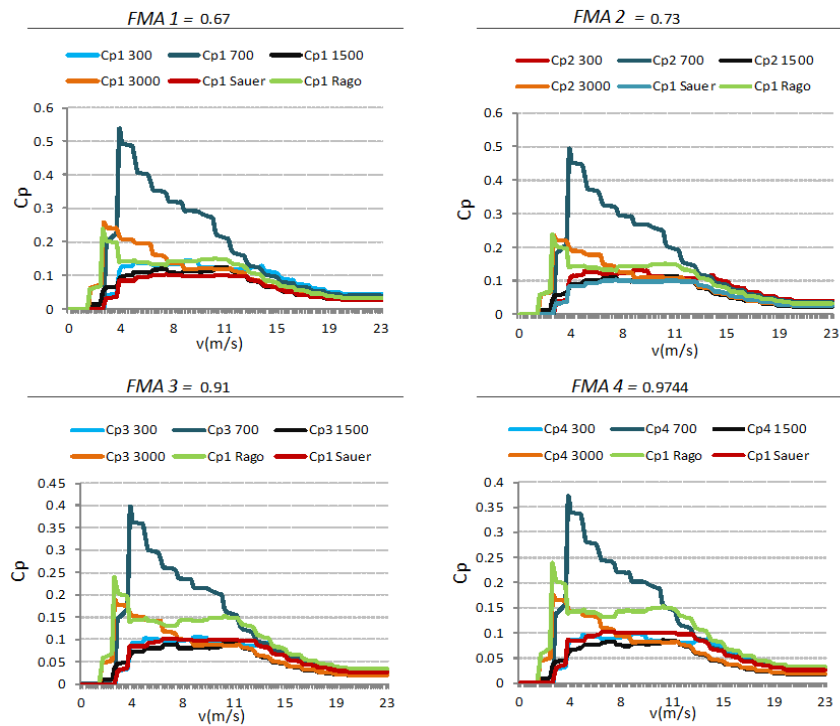 FMA 1 = 0.67
Cp1 300 Cp1 700 Cp1 1500
Cp1 3000 Cp1 Sauer Cp1 Rago
0.6
0.5
0.4
0.3
0.2
0.1
0
Cp
0 4 8 11 15 19 23
v(m/s)
FMA 2 = 0.73
Cp2 300 Cp2 700 Cp2 1500
Cp2 3000 Cp1 Sauer Cp1 Rago
0.6
0.5
0.4
0.3
0.2
0.1
0
Cp
0 4 8 11 15 19 23
v(m/s)
FMA 3 = 0.91
Cp3 300 Cp3 700 Cp3 1500
Cp3 3000 Cp1 Rago Cp1 Sauer
0.45
0.4
0.35
0.3
0.25
0.2
0.15
0.1
0.05
0
Cp
0 4 8 11 15 19 23
v(m/s)
FMA 4 = 0.9744
Cp4 300 Cp4 700 Cp4 1500
Cp4 3000 Cp1 Rago Cp1 Sauer
0.4
0.35
0.3
0.25
0.2
0.15
0.1
0.05
0
Cp
0 4 8 11 15 19 23
v(m/s)